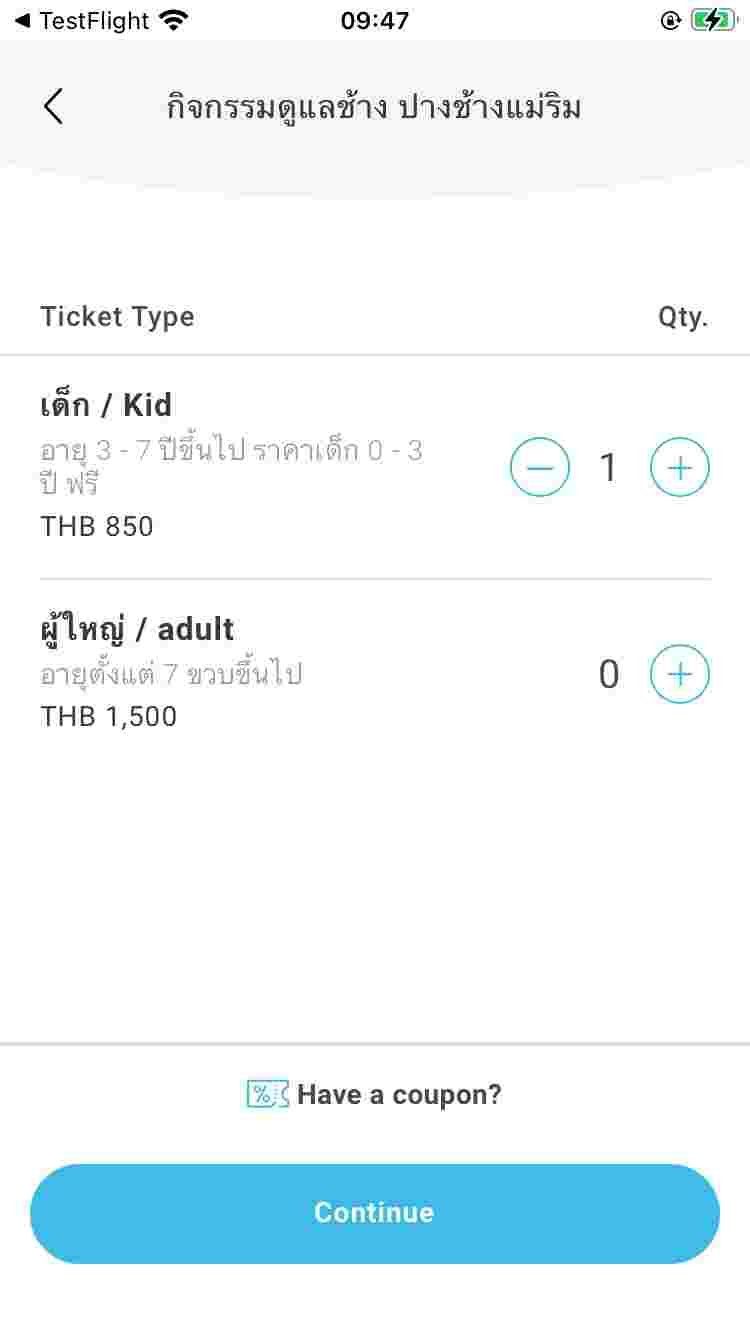 TestFlight 09:47
กิจกรรมดูแลช้าง ปางช้างแม่ริม
Ticket Type Qty.
เด็ก / Kid
อายุ 3 - 7 ปีขึ้นไป ราคาเด็ก 0 - 3
ปี ฟรี
1
THB 850
ผู้ใหญ่ / adult
อายุตั้งแต่ 7 ขวบขึ้นไป
0
THB 1,500
% Have a coupon?
Continue